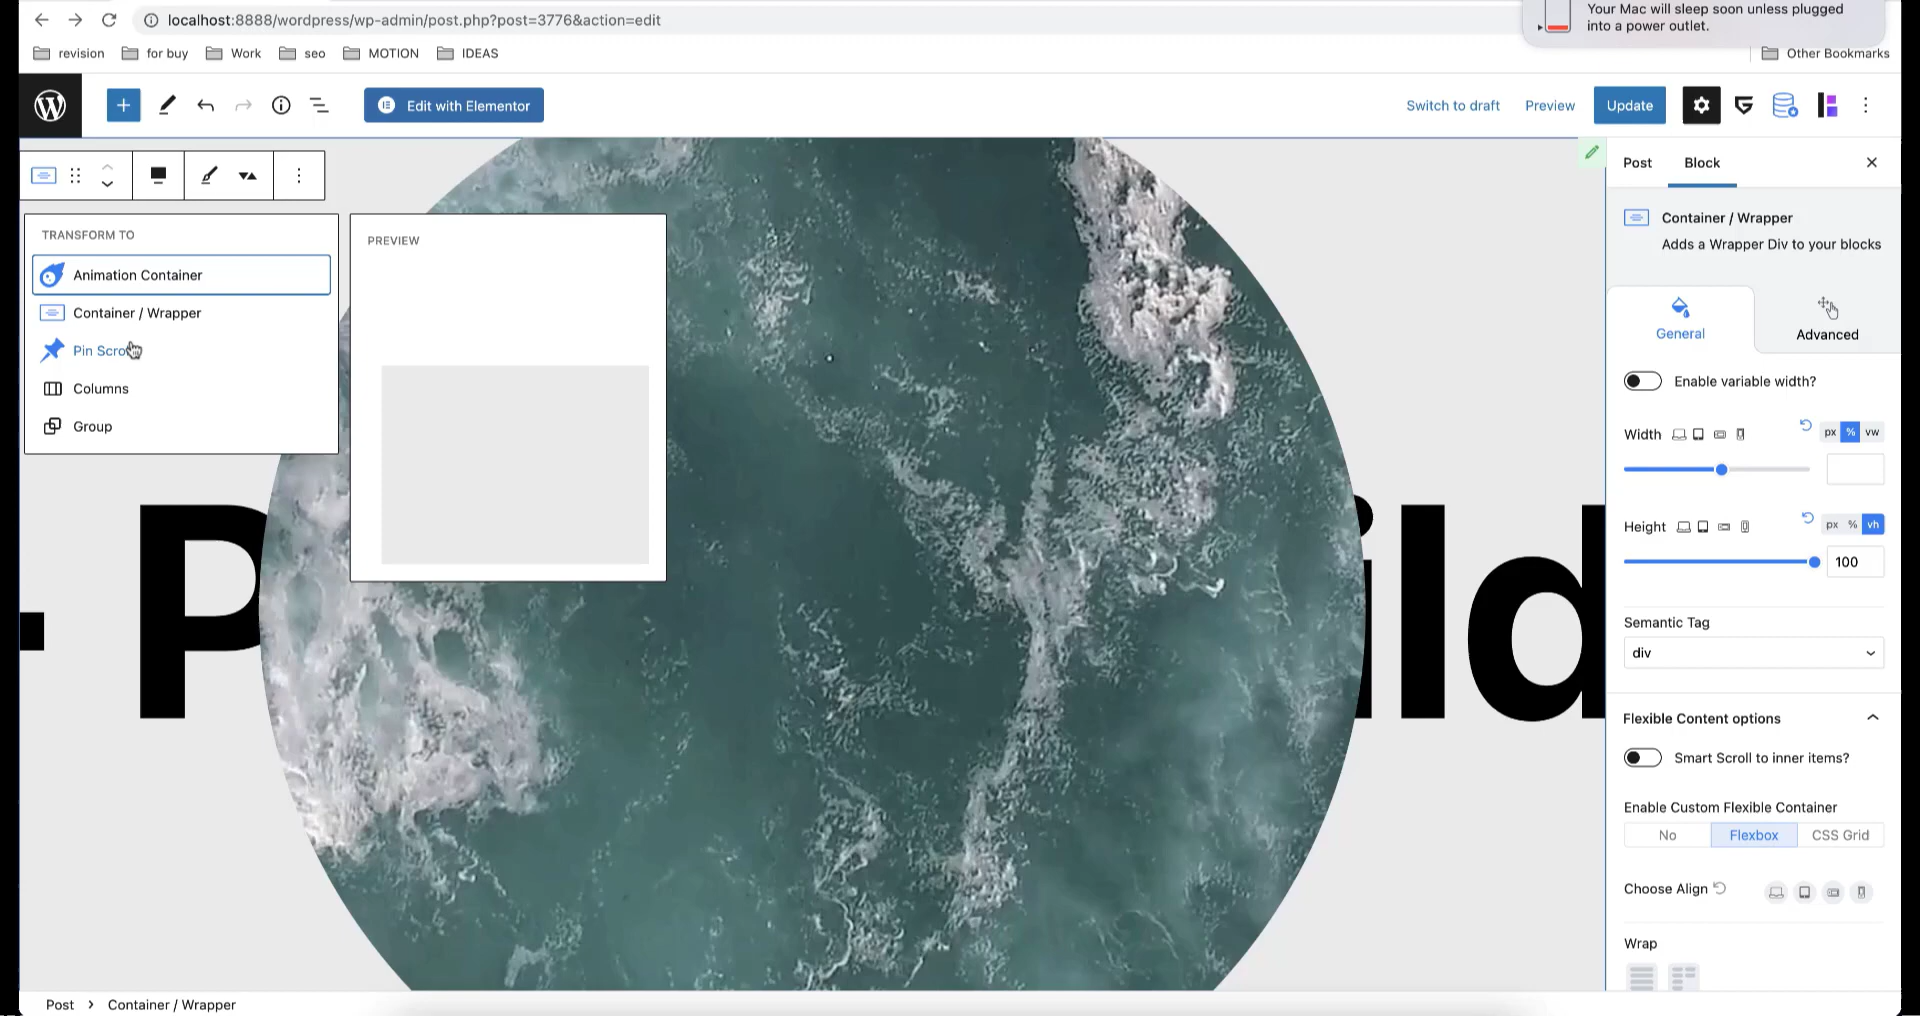 localhost:8888/wordpress/wp-admin/post.php?post=3776&action=edit
Your Mac will sleep soon unless plugged
into a power outlet.
revision
for buy
Work
seo
MOTION
IDEAS
Other Bookmarks
Edit with Elementor
Switch to draft
Preview
Update
Post
Block
TRANSFORM TO
Animation Container
Container / Wrapper
Pin Scro
Columns
Group
PREVIEW
P
ild
Container / Wrapper
Adds a Wrapper Div to your blocks
General
Advanced
Enable variable width?
Width
px % vw
Height
px % vh
100
Semantic Tag
div
Flexible Content options
Smart Scroll to inner items?
Enable Custom Flexible Container
No
Flexbox
CSS Grid
Choose Align
Wrap
Post > Container / Wrapper